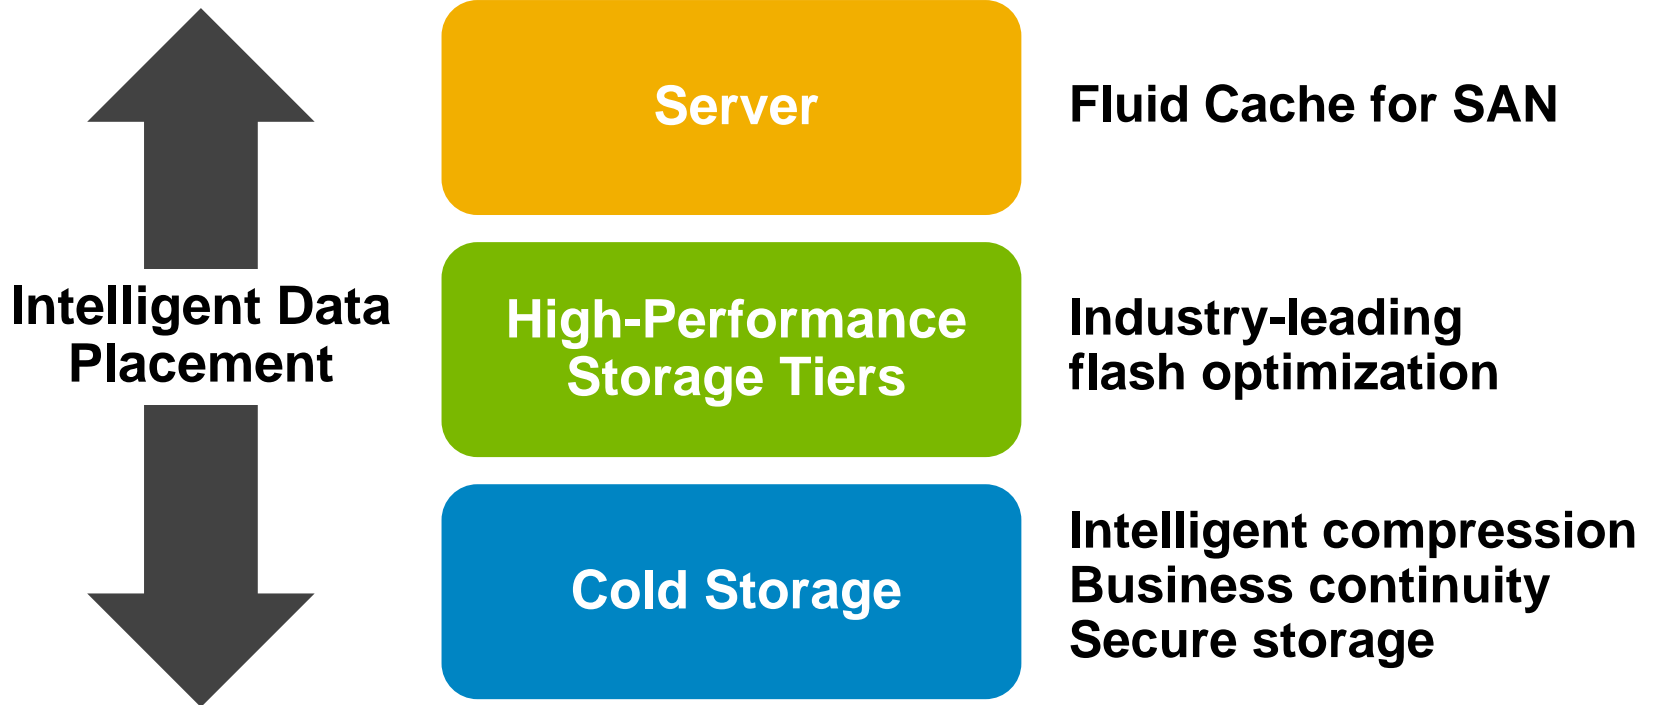 Server
Fluid Cache for SAN
Intelligent Data
Placement
High-Performance
Storage Tiers
Industry-leading
flash optimization
Cold Storage
Intelligent compression
Business continuity
Secure storage